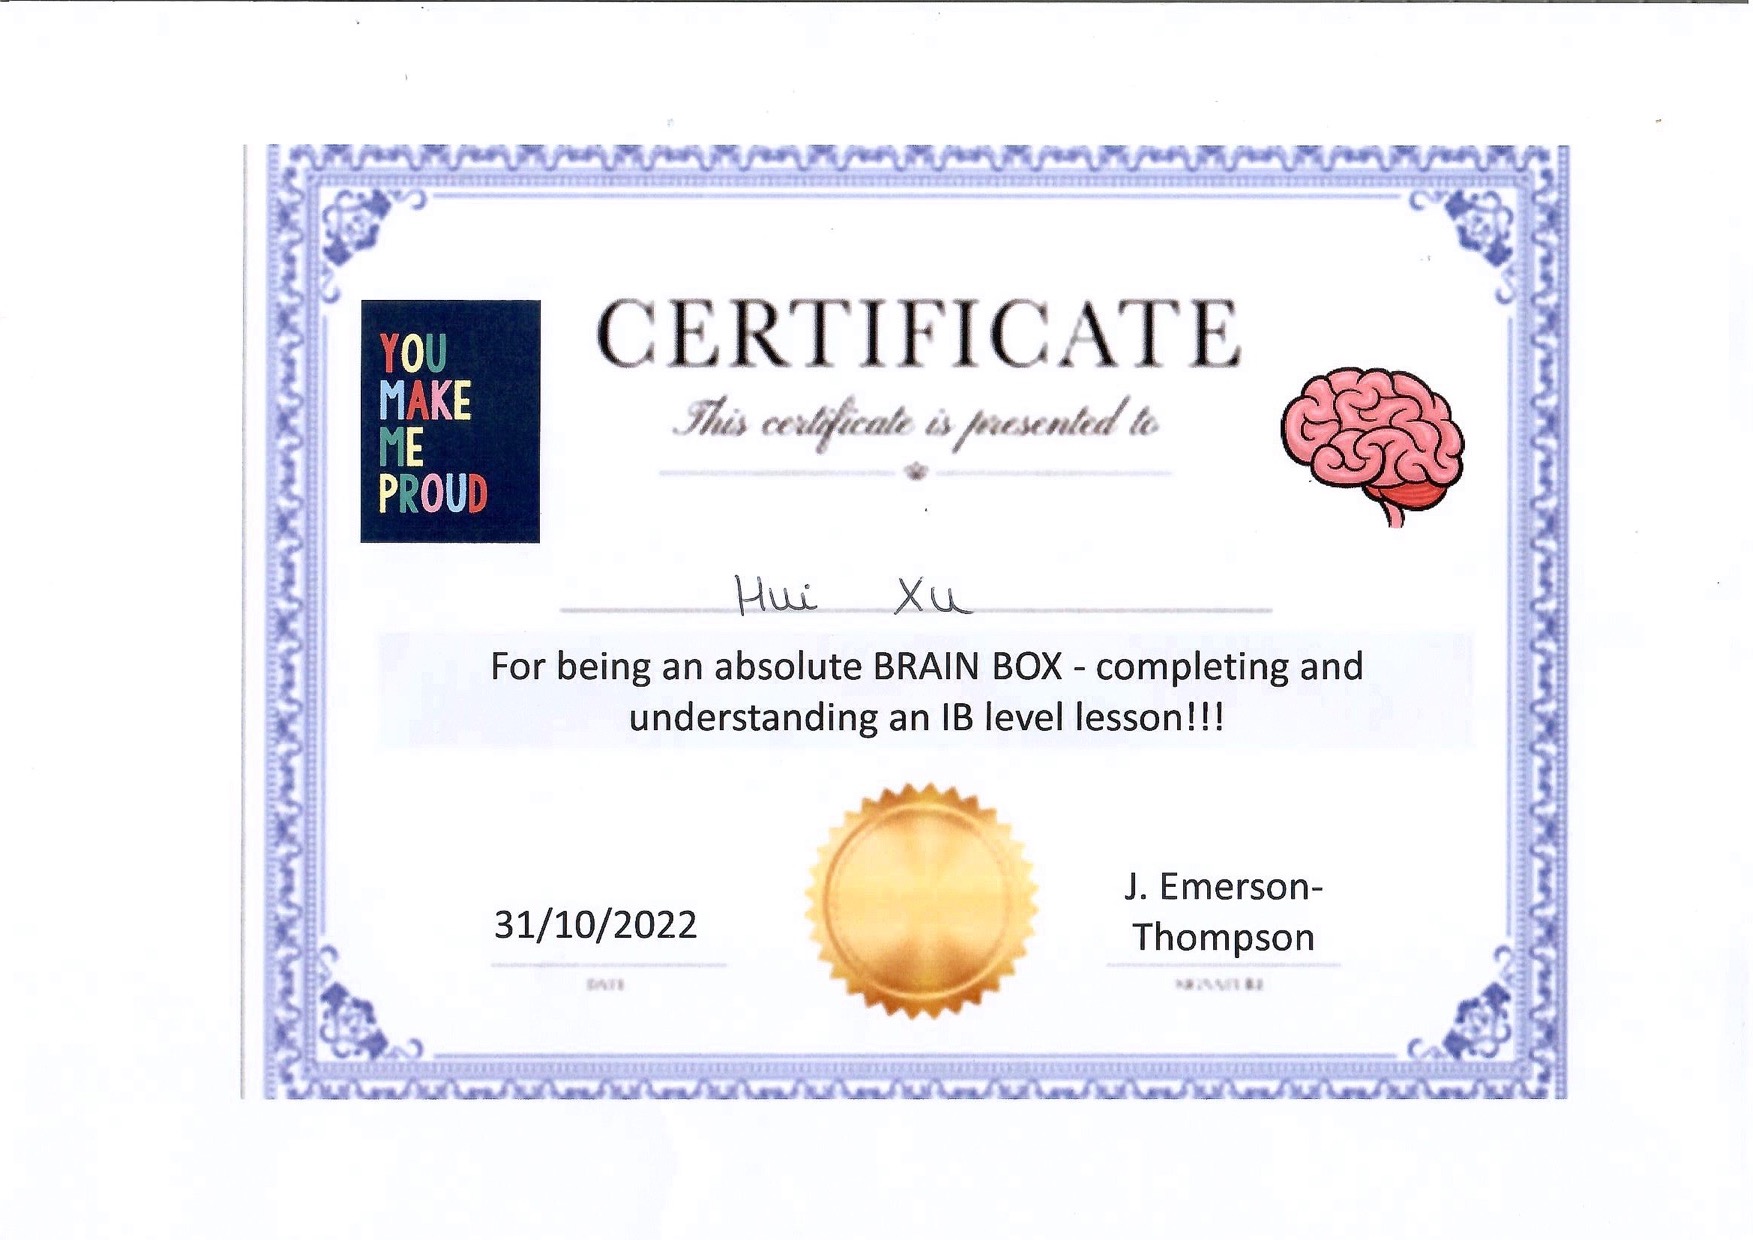 YOU
MAKE
ME
PROUD
CERTIFICATE
This certificate is presented to
Hui Xu
For being an absolute BRAIN BOX - completing and
understanding an IB level lesson!!!
31/10/2022
DATE
J. Emerson-
Thompson
SIGNATURE